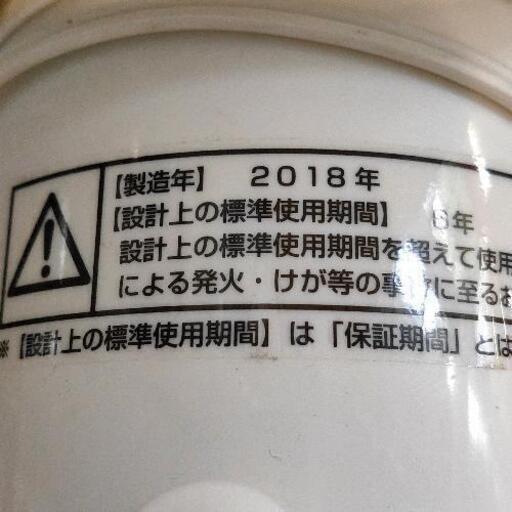 【製造年】 2018年
【設計上の標準使用期間】 6年
設計上の標準使用期間を超えて使用
による発火・けが等の事故に至るお
※【設計上の標準使用期間】は「保証期間」とは